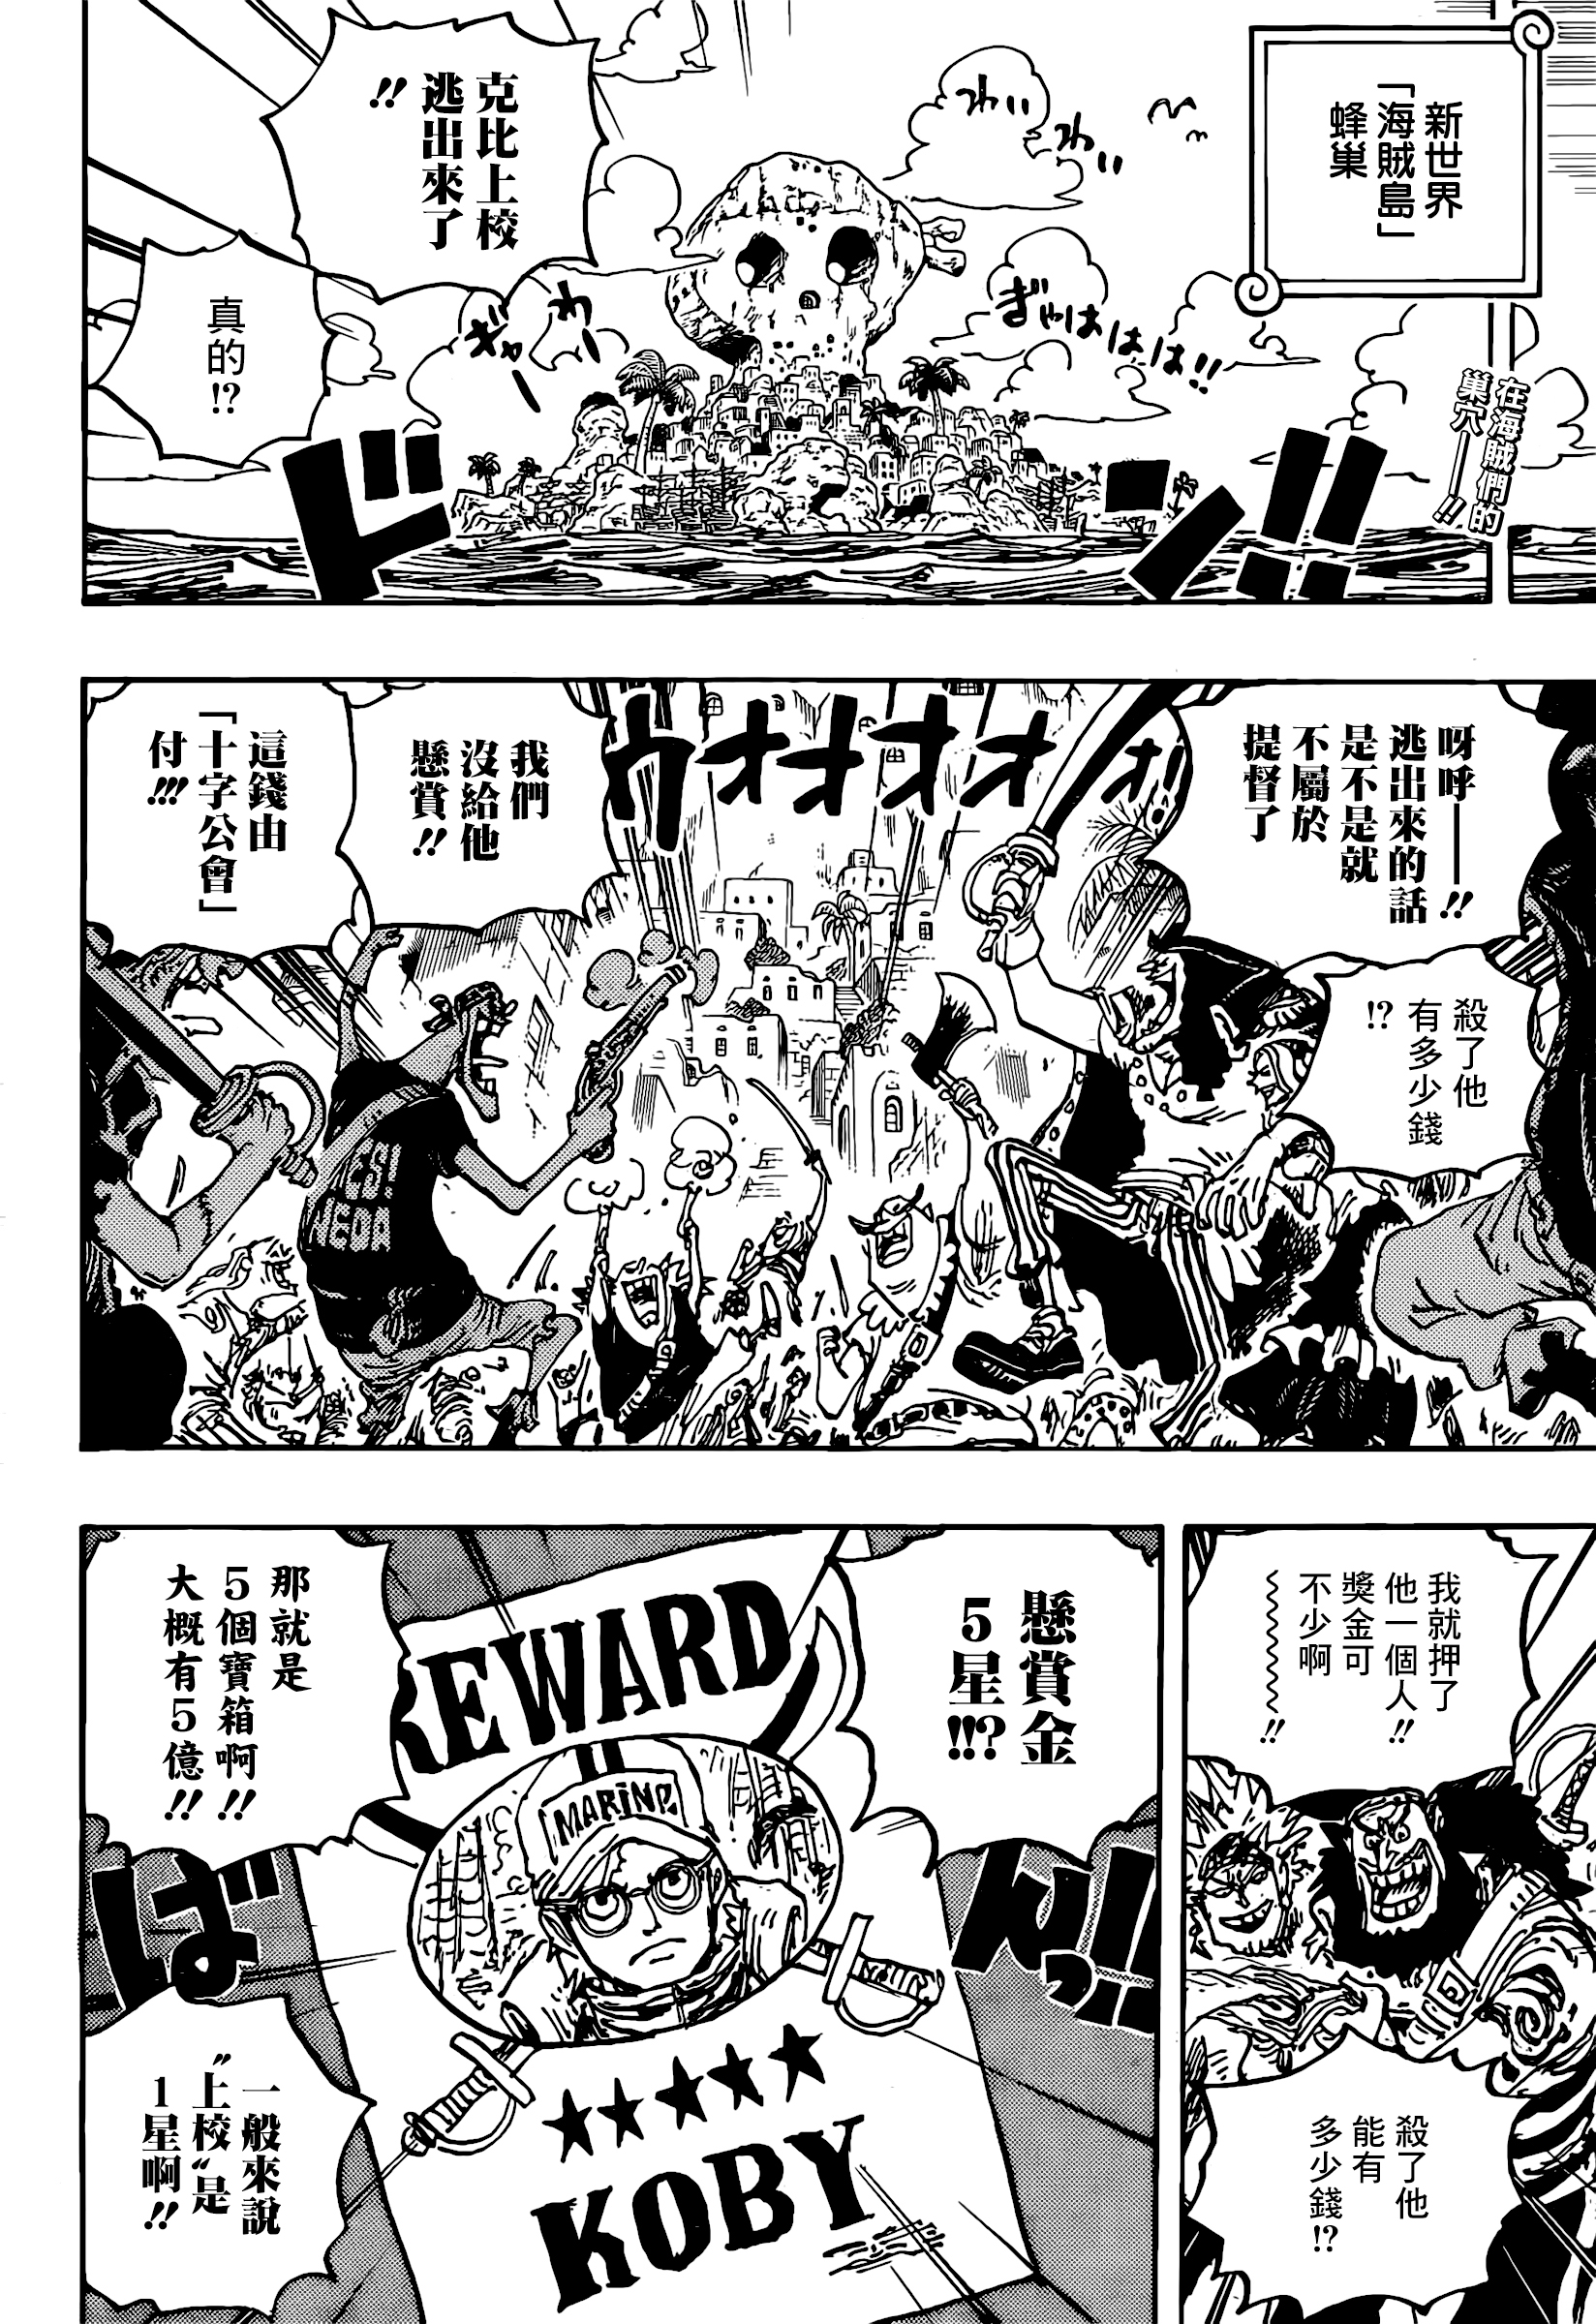 新世界
「海賊島」
蜂巢
在海賊們的
巢穴——!!
わい
わい
ぎゃははは!!
わー
ぎゃー
克比上校
逃出來了
!!
真的!?
ドン!!
呀呼——!!
逃出來的話
是不是就
不屬於
提督了
殺了他
有多少錢
!?
ウオオオオオ!
我們
沒給他
懸賞!!
這錢由
「十字公會」
付!!!
我就押了
他一個人!!
獎金可
不少啊
〜〜〜〜!!
殺了他
能有
多少錢!?
懸賞金
5星!!?
那就是
5個寶箱啊!!
大概有5億!!
REWARD
MARINE
★★★★★
KOBY
ばんっ!!
一般來說
〝上校〞是
1星啊!!